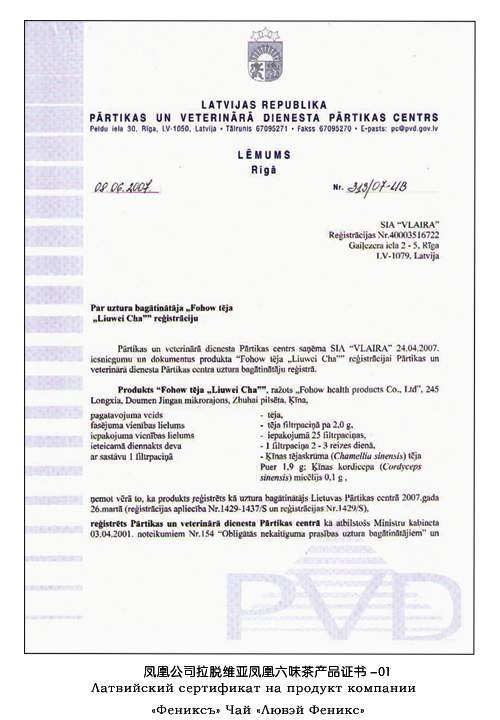 LATVIJAS REPUBLIKA
PĀRTIKAS UN VETERINĀRĀ DIENESTA PĀRTIKAS CENTRS
Peldu iela 30, Rīga, LV-1050, Latvija • Tālrunis 67095271 • Fakss 67095270 • E-pasts: pc@pvd.gov.lv
LĒMUMS
Rīgā
08.06.2007. Nr. 313/07-UB
SIA “VLAIRA”
Reģistrācijas Nr.40003516722
Gaiļezera iela 2 - 5, Rīga
LV-1079, Latvija
Par uztura bagātinātāja „Fohow tēja
„Liuwei Cha”” reģistrāciju
Pārtikas un veterinārā dienesta Pārtikas centrs saņēma SIA “VLAIRA” 24.04.2007.
iesniegumu un dokumentus produkta “Fohow tēja „Liuwei Cha”” reģistrācijai Pārtikas un
veterinārā dienesta Pārtikas centra uztura bagātinātāju reģistrā.
Produkts “Fohow tēja „Liuwei Cha””, ražots „Fohow health products Co., Ltd”, 245
Longxia, Doumen Jingan mikrorajons, Zhuhai pilsēta, Ķīna,
pagatavojuma veids - tēja,
fasējuma vienības lielums - tēja filtrpaciņā pa 2,0 g,
iepakojuma vienības lielums - iepakojumā 25 filtrpaciņas,
ieteicamā diennakts deva - 1 filtrpaciņa 2 - 3 reizes dienā,
ar sastāvu 1 filtrpaciņā - Ķīnas tējaskrūma (Chamellia sinensis) tēja
Puer 1,9 g; Ķīnas kordicepa (Cordyceps
sinensis) micēlijs 0,1 g ,
ņemot vērā to, ka produkts reģistrēts kā uztura bagātinātājs Lietuvas Pārtikas centrā 2007.gada
26.martā (reģistrācijas apliecība Nr.1429-1437/S un reģistrācijas Nr.1429/S),
reģistrēts Pārtikas un veterinārā dienesta Pārtikas centrā kā atbilstošs Ministru kabineta
03.04.2001. noteikumiem Nr.154 “Obligātās nekaitīguma prasības uztura bagātinātājiem” un
PVD
凤凰公司拉脱维亚凤凰六味茶产品证书 -01
Латвийский сертификат на продукт компании
«Фениксъ» Чай «Лювэй Феникс»